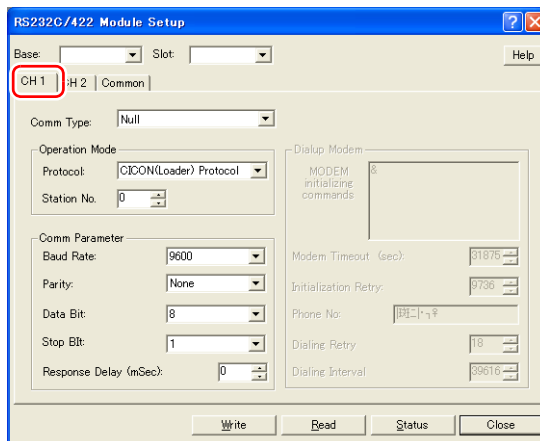 RS232C/422 Module Setup
Base: Slot: Help
CH 1 CH 2 Common
Comm Type: Null
Operation Mode
Protocol: CICON(Loader) Protocol
Station No. 0
Comm Parameter
Baud Rate: 9600
Parity: None
Data Bit: 8
Stop BIt: 1
Response Delay (mSec): 0
Dialup Modem
MODEM
initializing
commands
&
Modem Timeout (sec): 31875
Initialization Retry: 9736
Phone No:
Dialing Retry 18
Dialing Interval 39616
Write Read Status Close